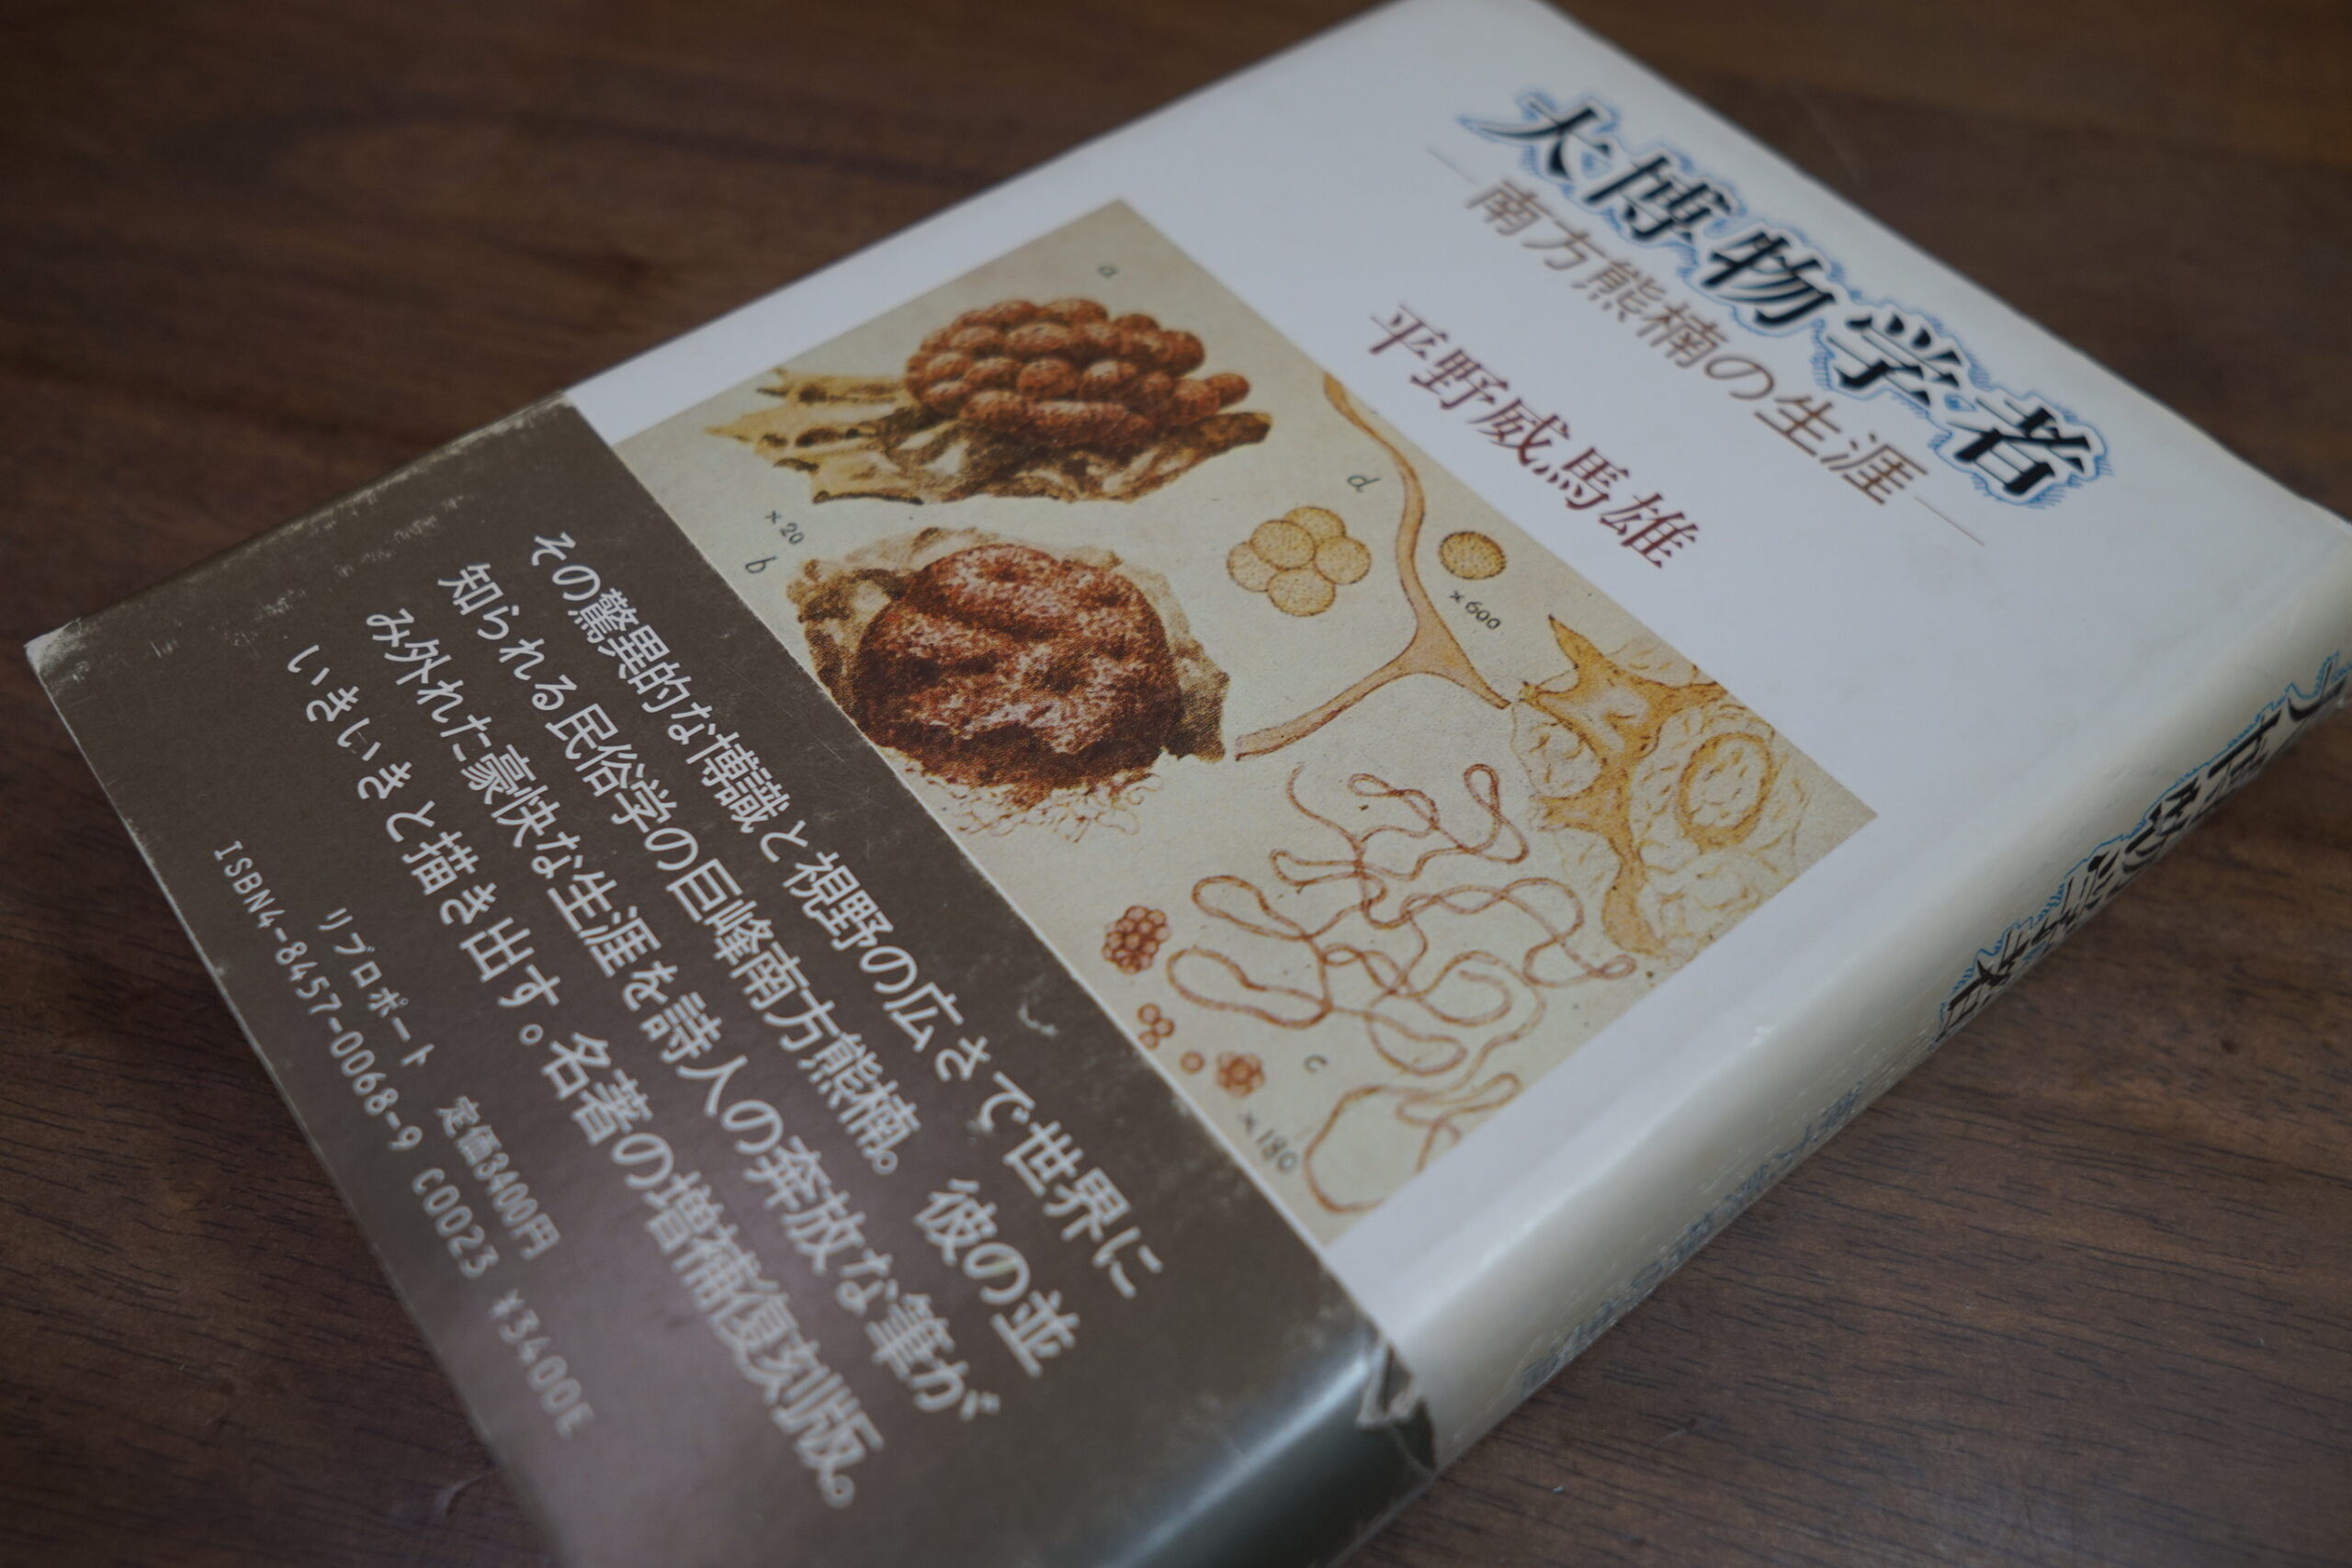 大博物学者
—南方熊楠の生涯—
平野威馬雄
a
×20
b
d
×600
c
×180
その驚異的な博識と視野の広さで世界に
知られる民俗学の巨峰南方熊楠。彼の並
み外れた豪快な生涯を詩人の奔放な筆が
いきいきと描き出す。名著の増補復刻版。
リブロポート 定価3400円
ISBN4-8457-0068-9 C0023 ¥3400E
大博物学者